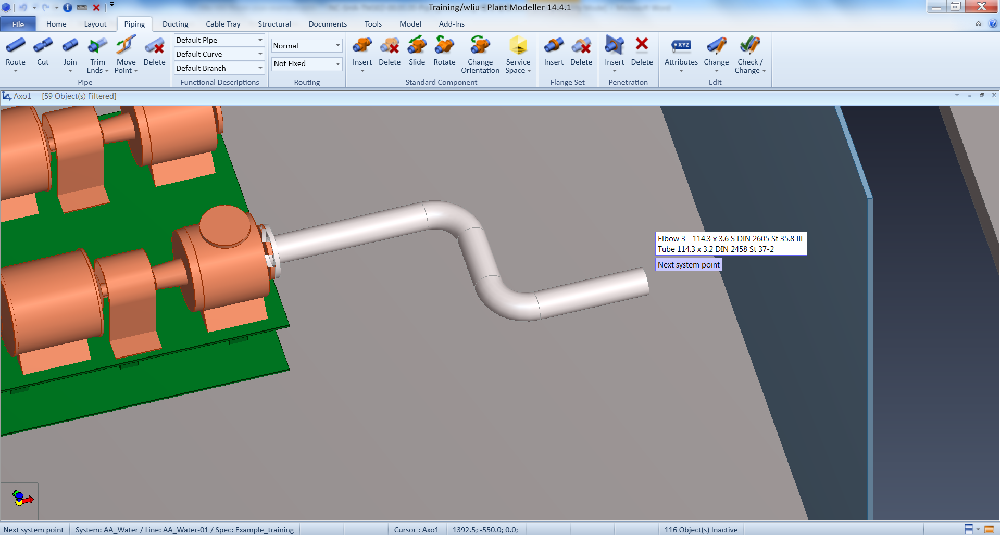 Training/wliu - Plant Modeller 14.4.1
File Home Layout Piping Ducting Cable Tray Structural Documents Tools Model Add-Ins
Route
Cut
Join
Trim
Ends
Move
Point
Delete
Pipe
Default Pipe
Default Curve
Default Branch
Functional Descriptions
Normal
Not Fixed
Routing
Insert
Delete
Slide
Rotate
Change
Orientation
Service
Space
Standard Component
Insert
Delete
Flange Set
Insert
Delete
Penetration
XYZ
Attributes
Change
Check /
Change
Edit
Axo1 [59 Object(s) Filtered]
Elbow 3 - 114.3 x 3.6 S DIN 2605 St 35.8 III
Tube 114.3 x 3.2 DIN 2458 St 37-2
Next system point
Next system point System: AA_Water / Line: AA_Water-01 / Spec: Example_training Cursor : Axo1 1392.5; -550.0; 0.0; 116 Object(s) Inactive